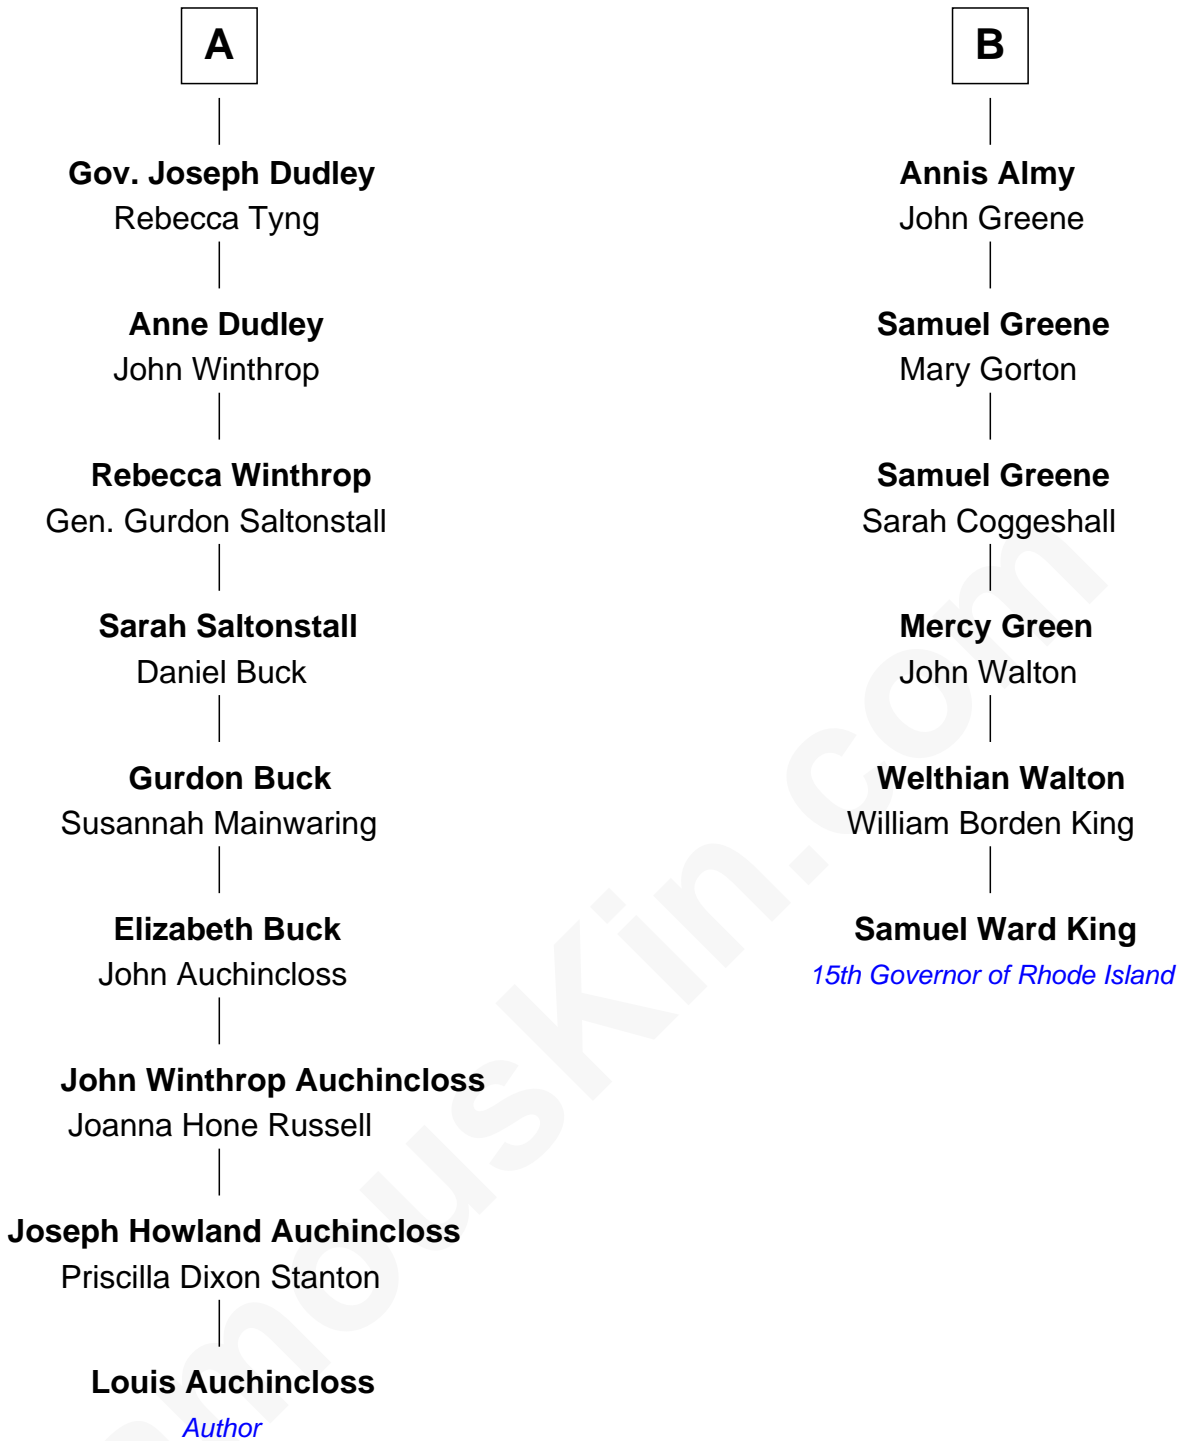 A
Gov. Joseph Dudley
Rebecca Tyng
Anne Dudley
John Winthrop
Rebecca Winthrop
Gen. Gurdon Saltonstall
Sarah Saltonstall
Daniel Buck
Gurdon Buck
Susannah Mainwaring
Elizabeth Buck
John Auchincloss
John Winthrop Auchincloss
Joanna Hone Russell
Joseph Howland Auchincloss
Priscilla Dixon Stanton
Louis Auchincloss
Author
B
Annis Almy
John Greene
Samuel Greene
Mary Gorton
Samuel Greene
Sarah Coggeshall
Mercy Green
John Walton
Welthian Walton
William Borden King
Samuel Ward King
15th Governor of Rhode Island
amousKin.com